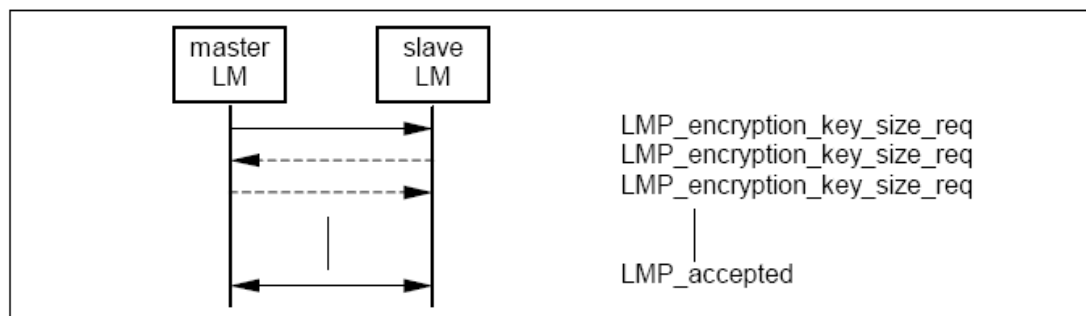 master
LM
slave
LM
LMP_encryption_key_size_req
LMP_encryption_key_size_req
LMP_encryption_key_size_req
LMP_accepted